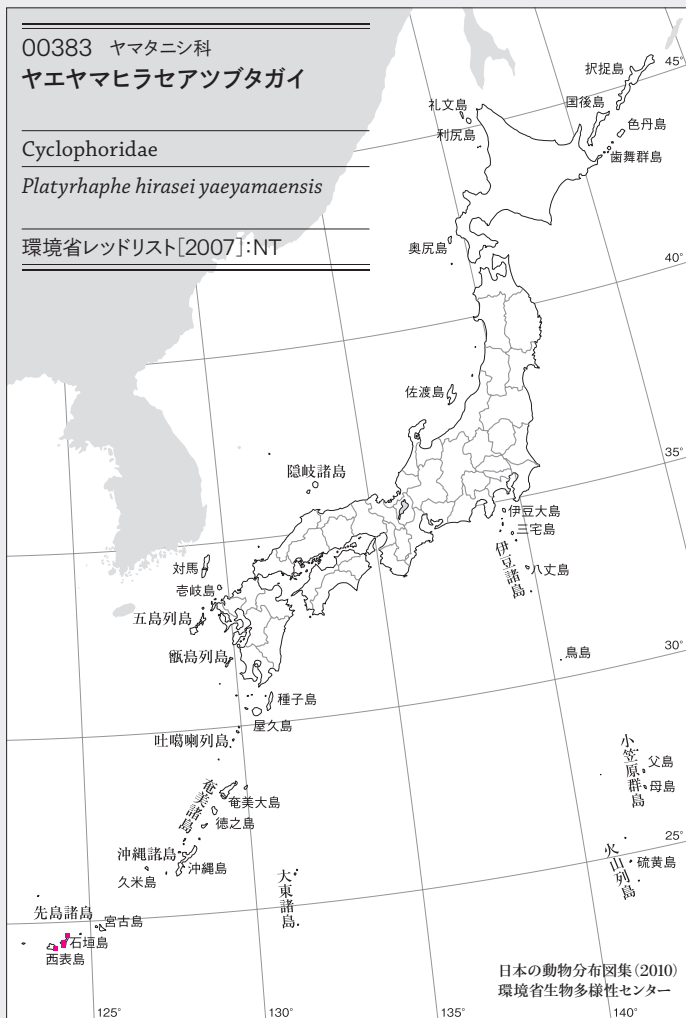 00383 ヤマタニシ科
ヤエヤマヒラセアツブタガイ
Cyclophoridae
Platyrhaphe hirasei yaeyamaensis
環境省レッドリスト[2007]:NT
択捉島
45°
国後島
礼文島
色丹島
利尻島
歯舞群島
奥尻島
40°
佐渡島
35°
隠岐諸島
伊豆大島
三宅島
伊豆諸島
八丈島
対馬
壱岐島
五島列島
甑島列島
鳥島
30°
種子島
屋久島
吐噶喇列島
小笠原群島
父島
母島
奄美諸島
奄美大島
徳之島
25°
沖縄諸島
沖縄島
久米島
大東諸島
火山列島
硫黄島
先島諸島
宮古島
石垣島
西表島
日本の動物分布図集(2010)
環境省生物多様性センター
125°
130°
135°
140°